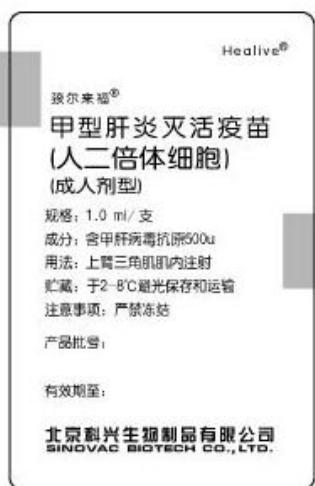 Healive®
孩尔来福®
甲型肝炎灭活疫苗
(人二倍体细胞)
(成人剂型)
规格：1.0 ml/支
成分：含甲肝病毒抗原500u
用法：上臂三角肌肌内注射
贮藏：于2-8℃避光保存和运输
注意事项：严禁冻结
产品批号：
有效期至：
北京科兴生物制品有限公司
SINOVAC BIOTECH CO.,LTD.